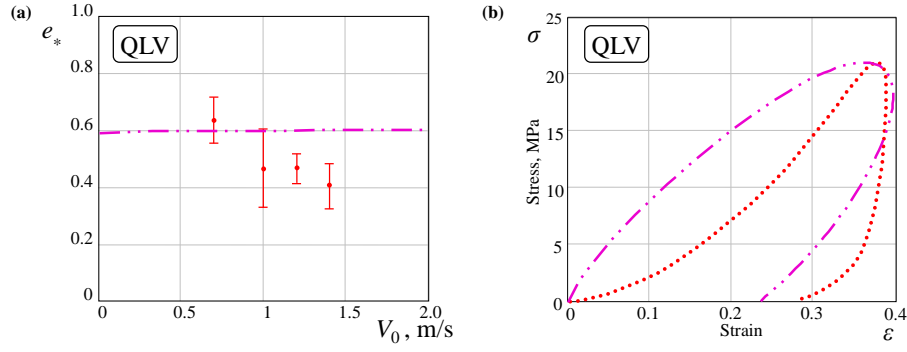 (a)
e*
QLV
1.0
0.8
0.6
0.4
0.2
0
0 0.5 1 1.5 2.0
V0 , m/s
(b)
σ
QLV
Stress, MPa
25
20
15
10
5
0
0 0.1 0.2 0.3 0.4
Strain
ε